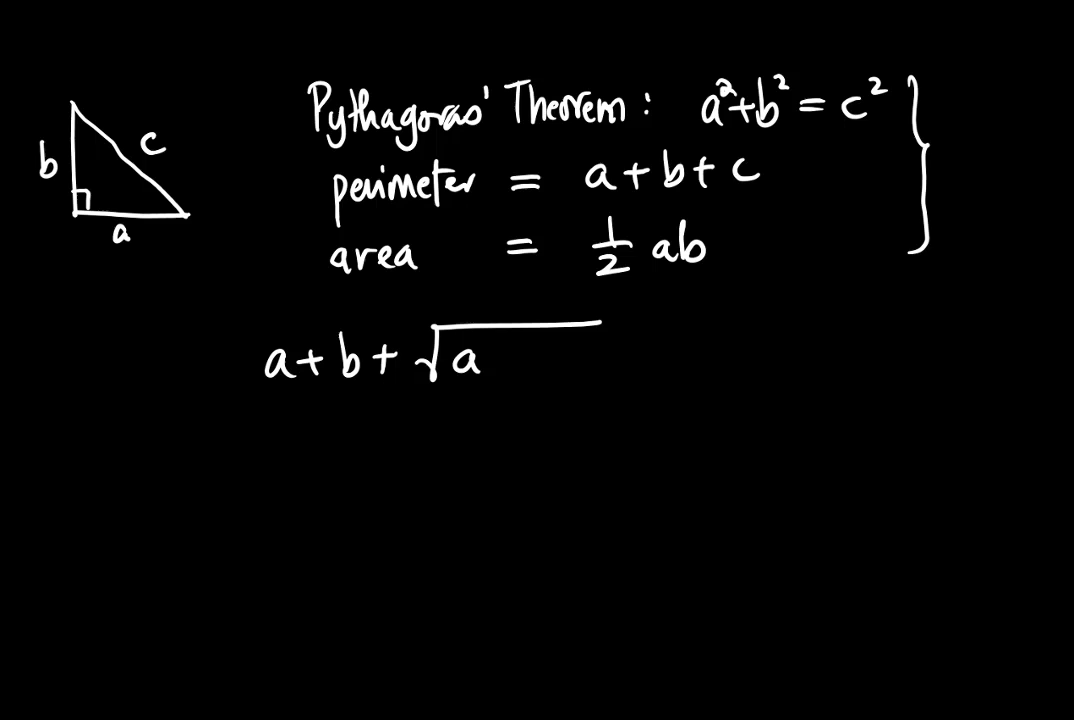 Pythagoras' Theorem : a²+b² = c²
b
c
perimeter = a+b+c
a
area = 1/2 ab
a+b+√a